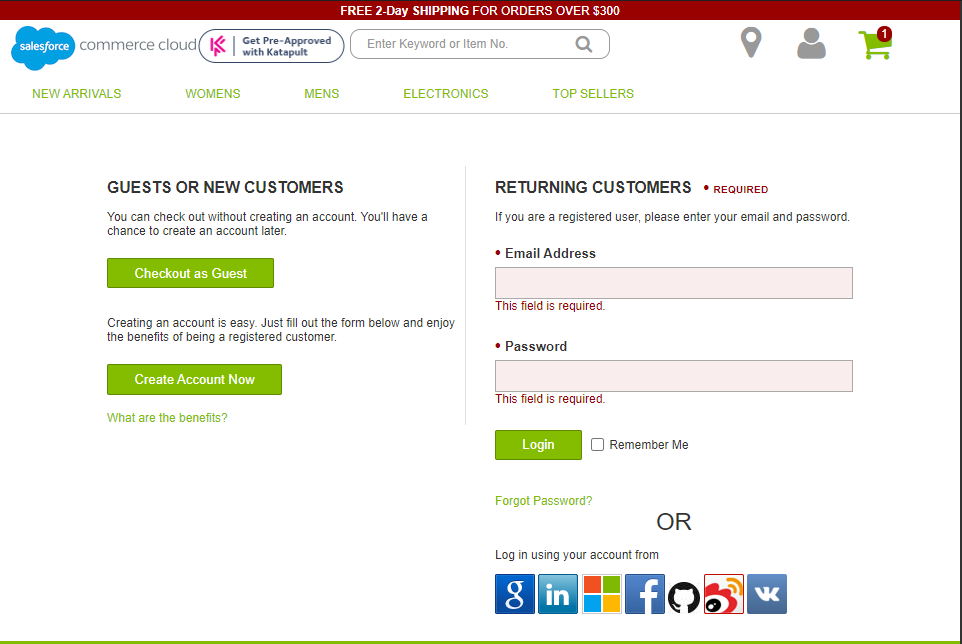 FREE 2-Day SHIPPING FOR ORDERS OVER $300
salesforce commerce cloud
Get Pre-Approved
with Katapult
Enter Keyword or Item No.
1
NEW ARRIVALS WOMENS MENS ELECTRONICS TOP SELLERS
GUESTS OR NEW CUSTOMERS
You can check out without creating an account. You'll have a
chance to create an account later.
Checkout as Guest
Creating an account is easy. Just fill out the form below and enjoy
the benefits of being a registered customer.
Create Account Now
What are the benefits?
RETURNING CUSTOMERS • REQUIRED
If you are a registered user, please enter your email and password.
• Email Address
This field is required.
• Password
This field is required.
Login Remember Me
Forgot Password?
OR
Log in using your account from
g in f